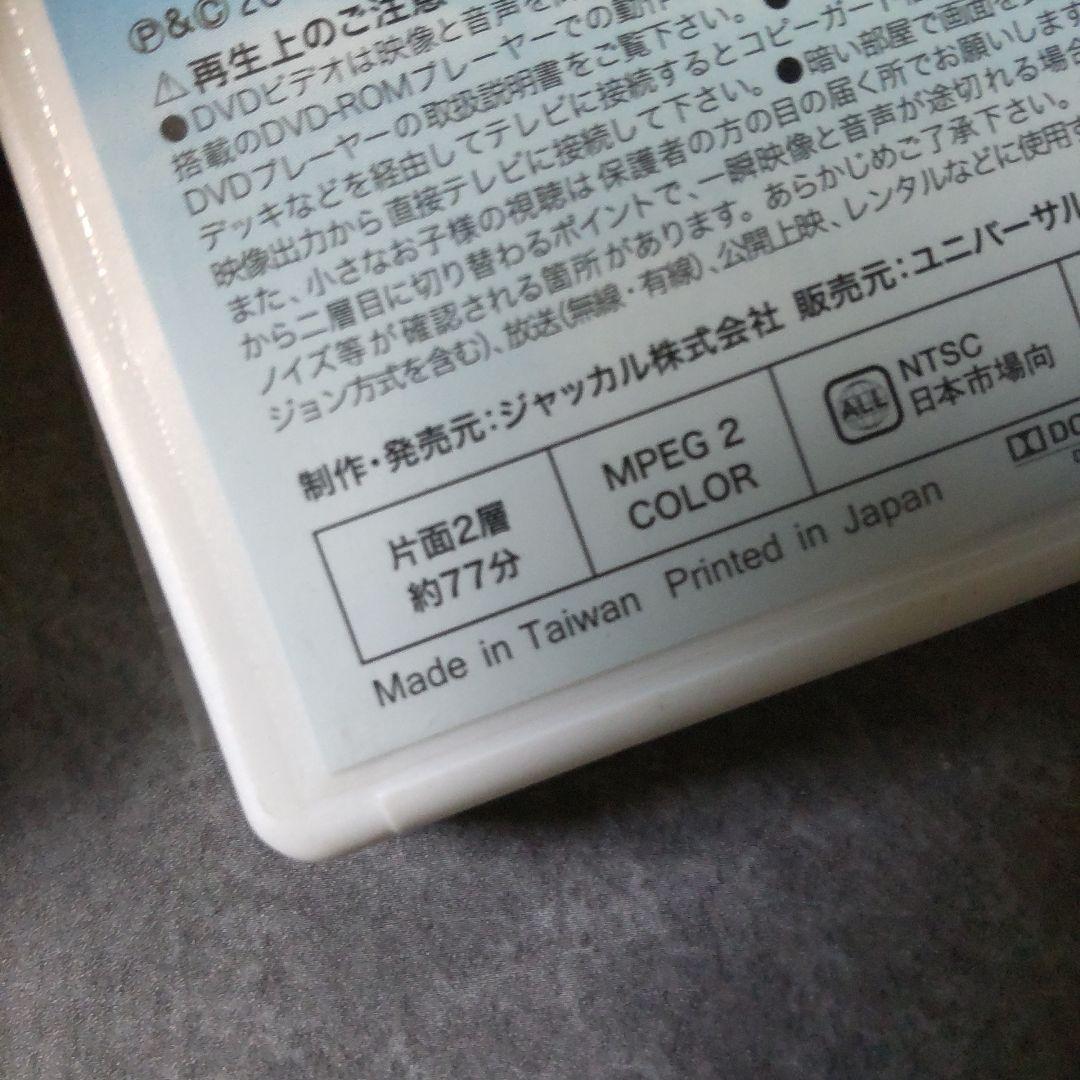 Ⓟ&Ⓒ 20
⚠再生上のご注意
●DVDビデオは映像と音声を
搭載のDVD-ROMプレーヤーでの動作
DVDプレーヤーの取扱説明書をご覧下さい。
デッキなどを経由してテレビに接続するとコピーガード
映像出力から直接テレビに接続して下さい。●暗い部屋で画面を
また、小さなお子様の視聴は保護者の方の目の届く所でお願いします
から二層目に切り替わるポイントで、一瞬映像と音声が途切れる場合
ノイズ等が確認される箇所があります。あらかじめご了承下さい。
ジョン方式を含む)、放送(無線・有線)、公開上映、レンタルなどに使用す
制作・発売元:ジャッカル株式会社 販売元:ユニバーサル
片面2層
約77分
MPEG 2
COLOR
ALL
NTSC
日本市場向
Made in Taiwan Printed in Japan